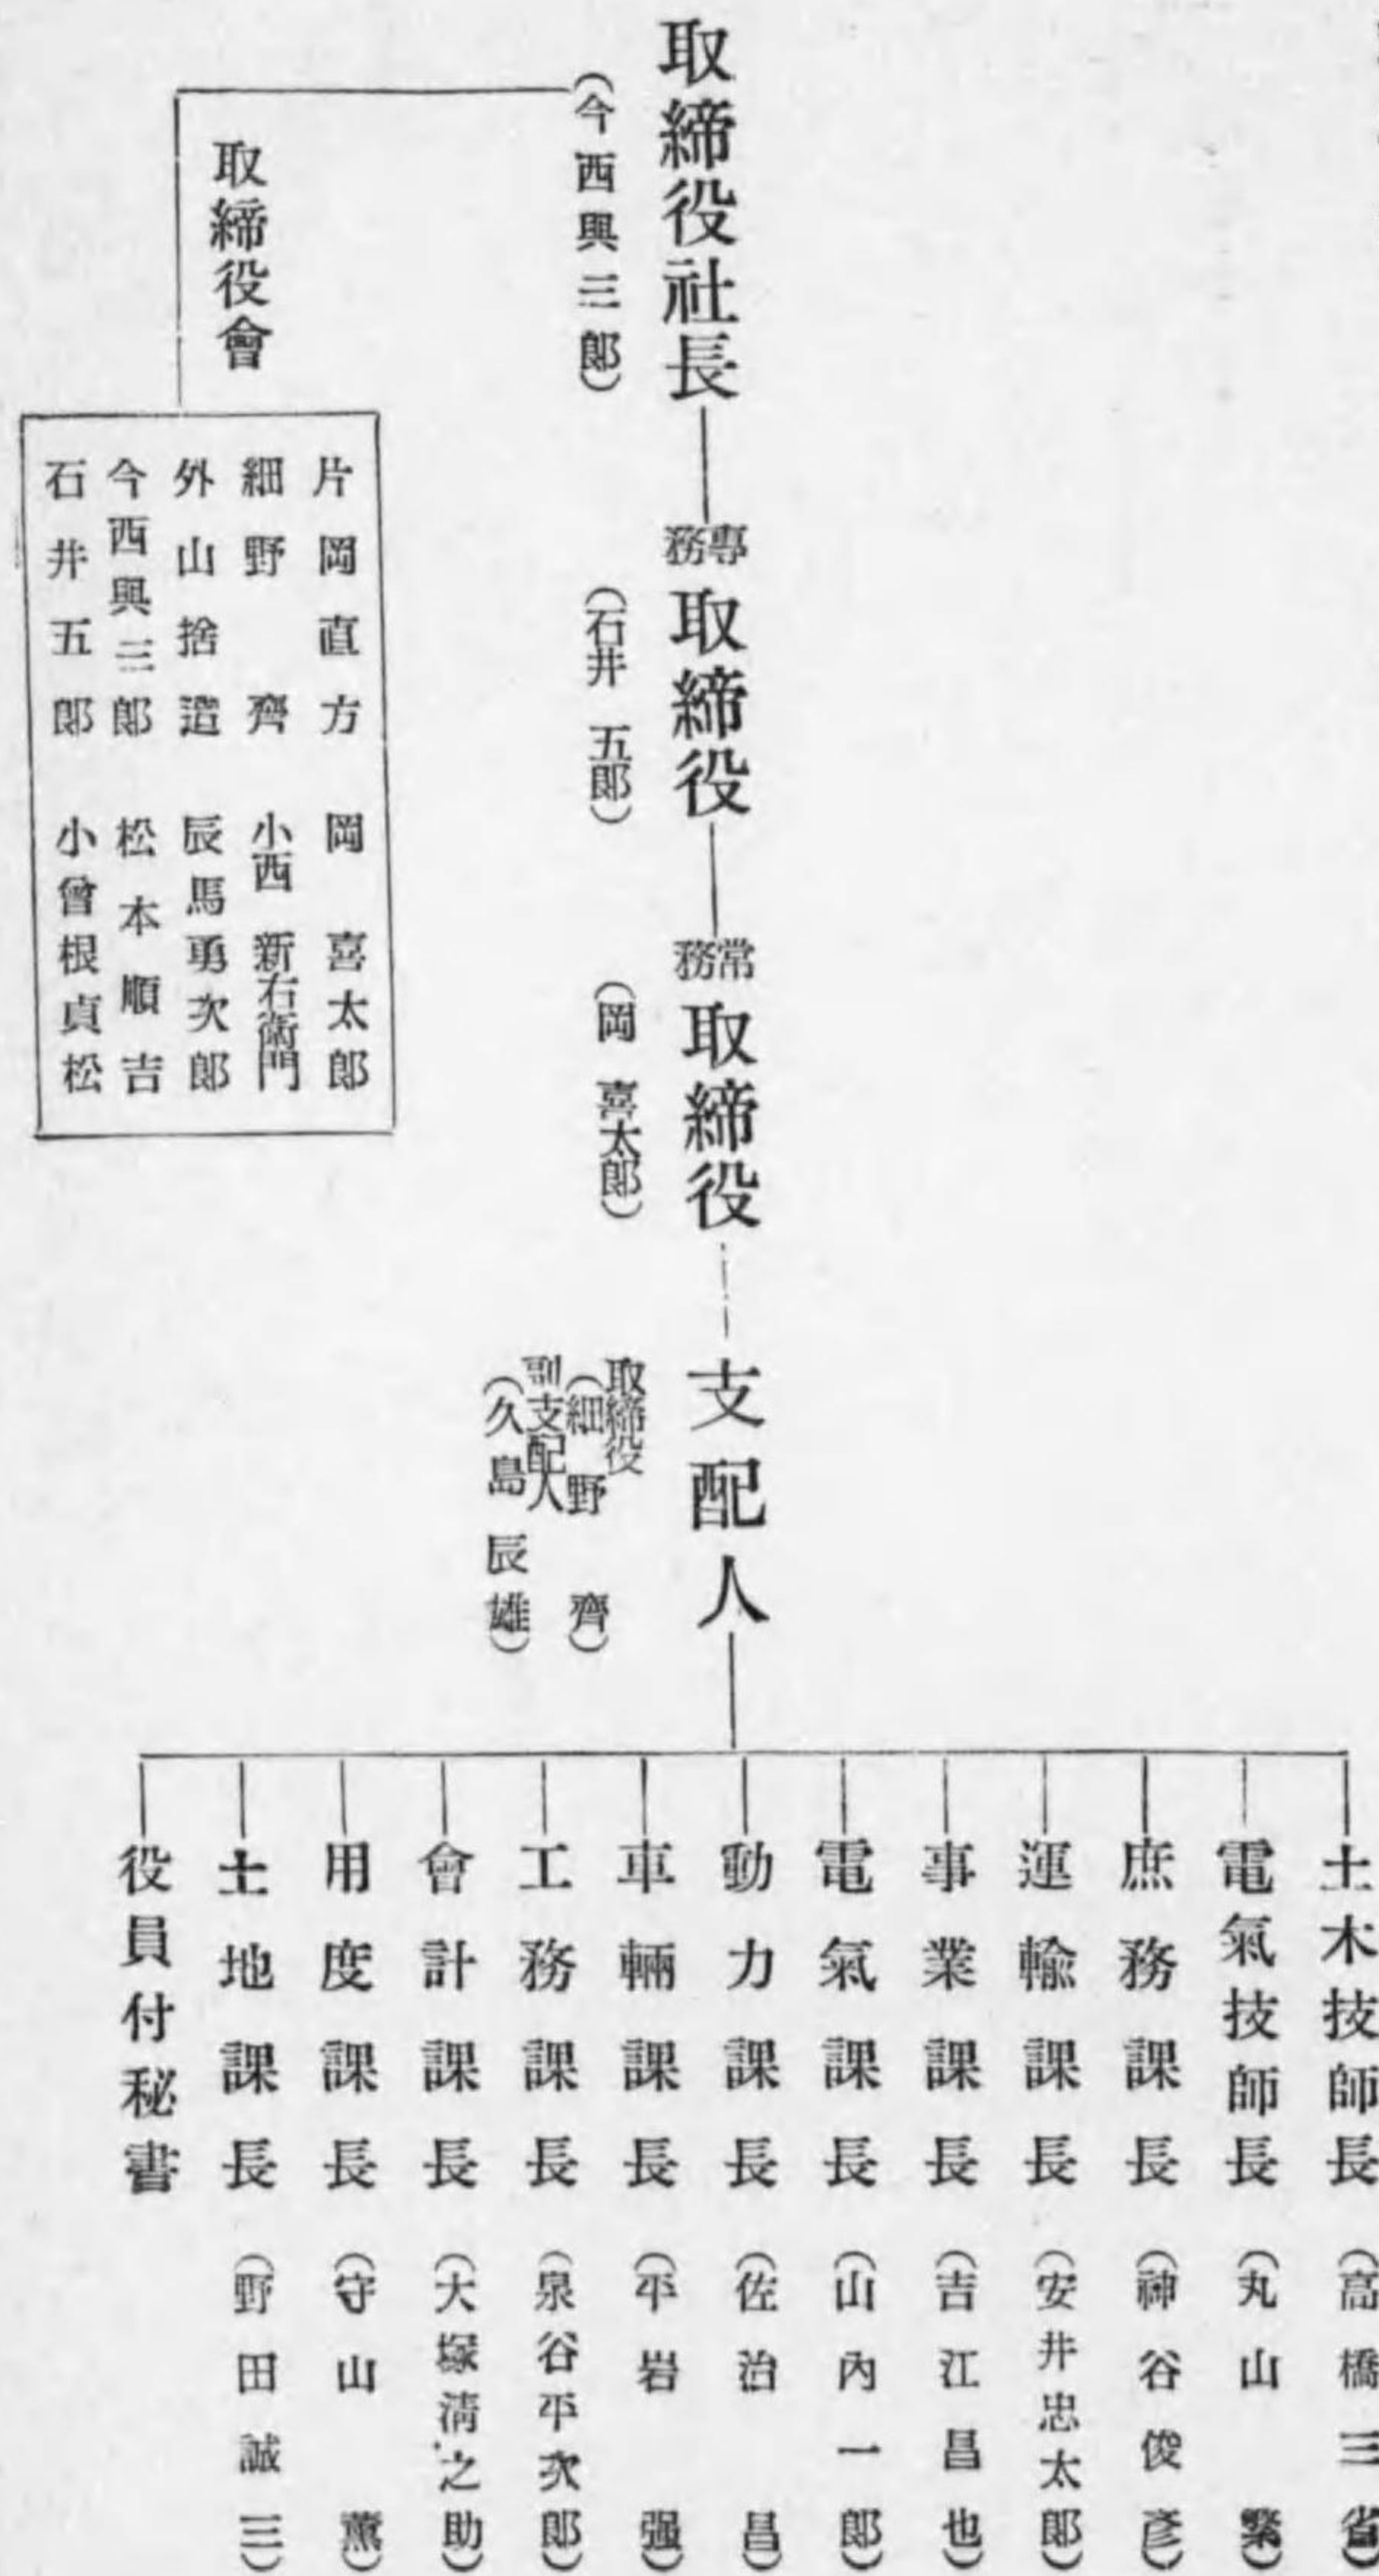 取締役社長
(今西興三郎)
取締役會
片岡直方
細野齊
外山捨造
今西興三郎
石井五郎
岡喜太郎
小西新右衞門
辰馬勇次郎
松本順吉
小曾根貞松
專務取締役
(石井五郎)
常務取締役
(岡喜太郎)
支配人
取締役
(細野齊)
副支配人
(久島辰雄)
土木技師長(高橋三省)
電氣技師長(丸山繁)
庶務課長(神谷俊彥)
運輸課長(安井忠太郎)
事業課長(吉江昌也)
電氣課長(山內一郎)
動力課長(佐治昌)
車輛課長(平岩强)
工務課長(泉谷平次郎)
會計課長(大塚淸之助)
用度課長(守山薰)
土地課長(野田誠三)
役員付秘書